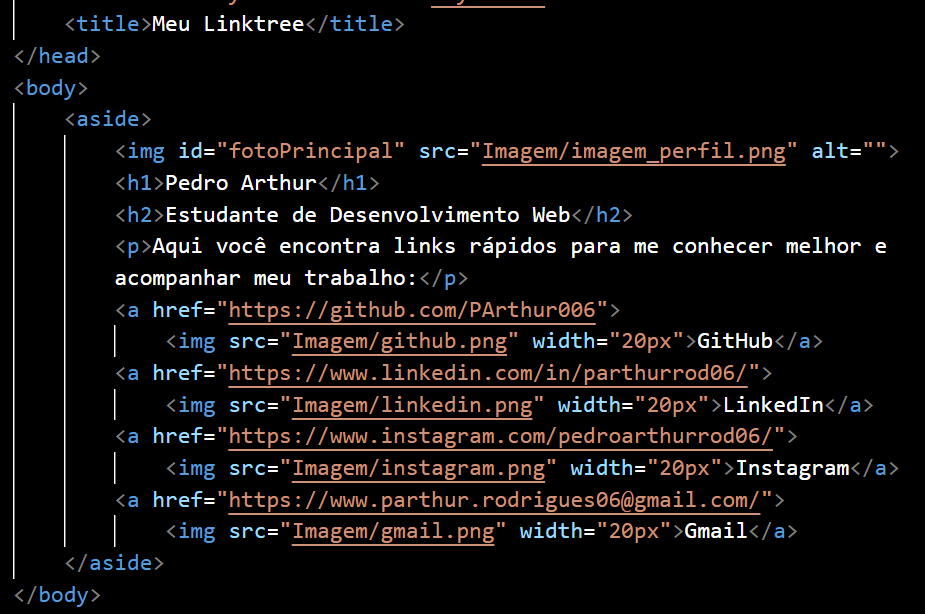 <title>Meu Linktree</title>
</head>
<body>
<aside>
<img id="fotoPrincipal" src="Imagem/imagem_perfil.png" alt="">
<h1>Pedro Arthur</h1>
<h2>Estudante de Desenvolvimento Web</h2>
<p>Aqui você encontra links rápidos para me conhecer melhor e
acompanhar meu trabalho:</p>
<a href="https://github.com/PArthur006">
<img src="Imagem/github.png" width="20px">GitHub</a>
<a href="https://www.linkedin.com/in/parthurrod06/">
<img src="Imagem/linkedin.png" width="20px">LinkedIn</a>
<a href="https://www.instagram.com/pedroarthurrod06/">
<img src="Imagem/instagram.png" width="20px">Instagram</a>
<a href="https://www.parthur.rodrigues06@gmail.com/">
<img src="Imagem/gmail.png" width="20px">Gmail</a>
</aside>
</body>